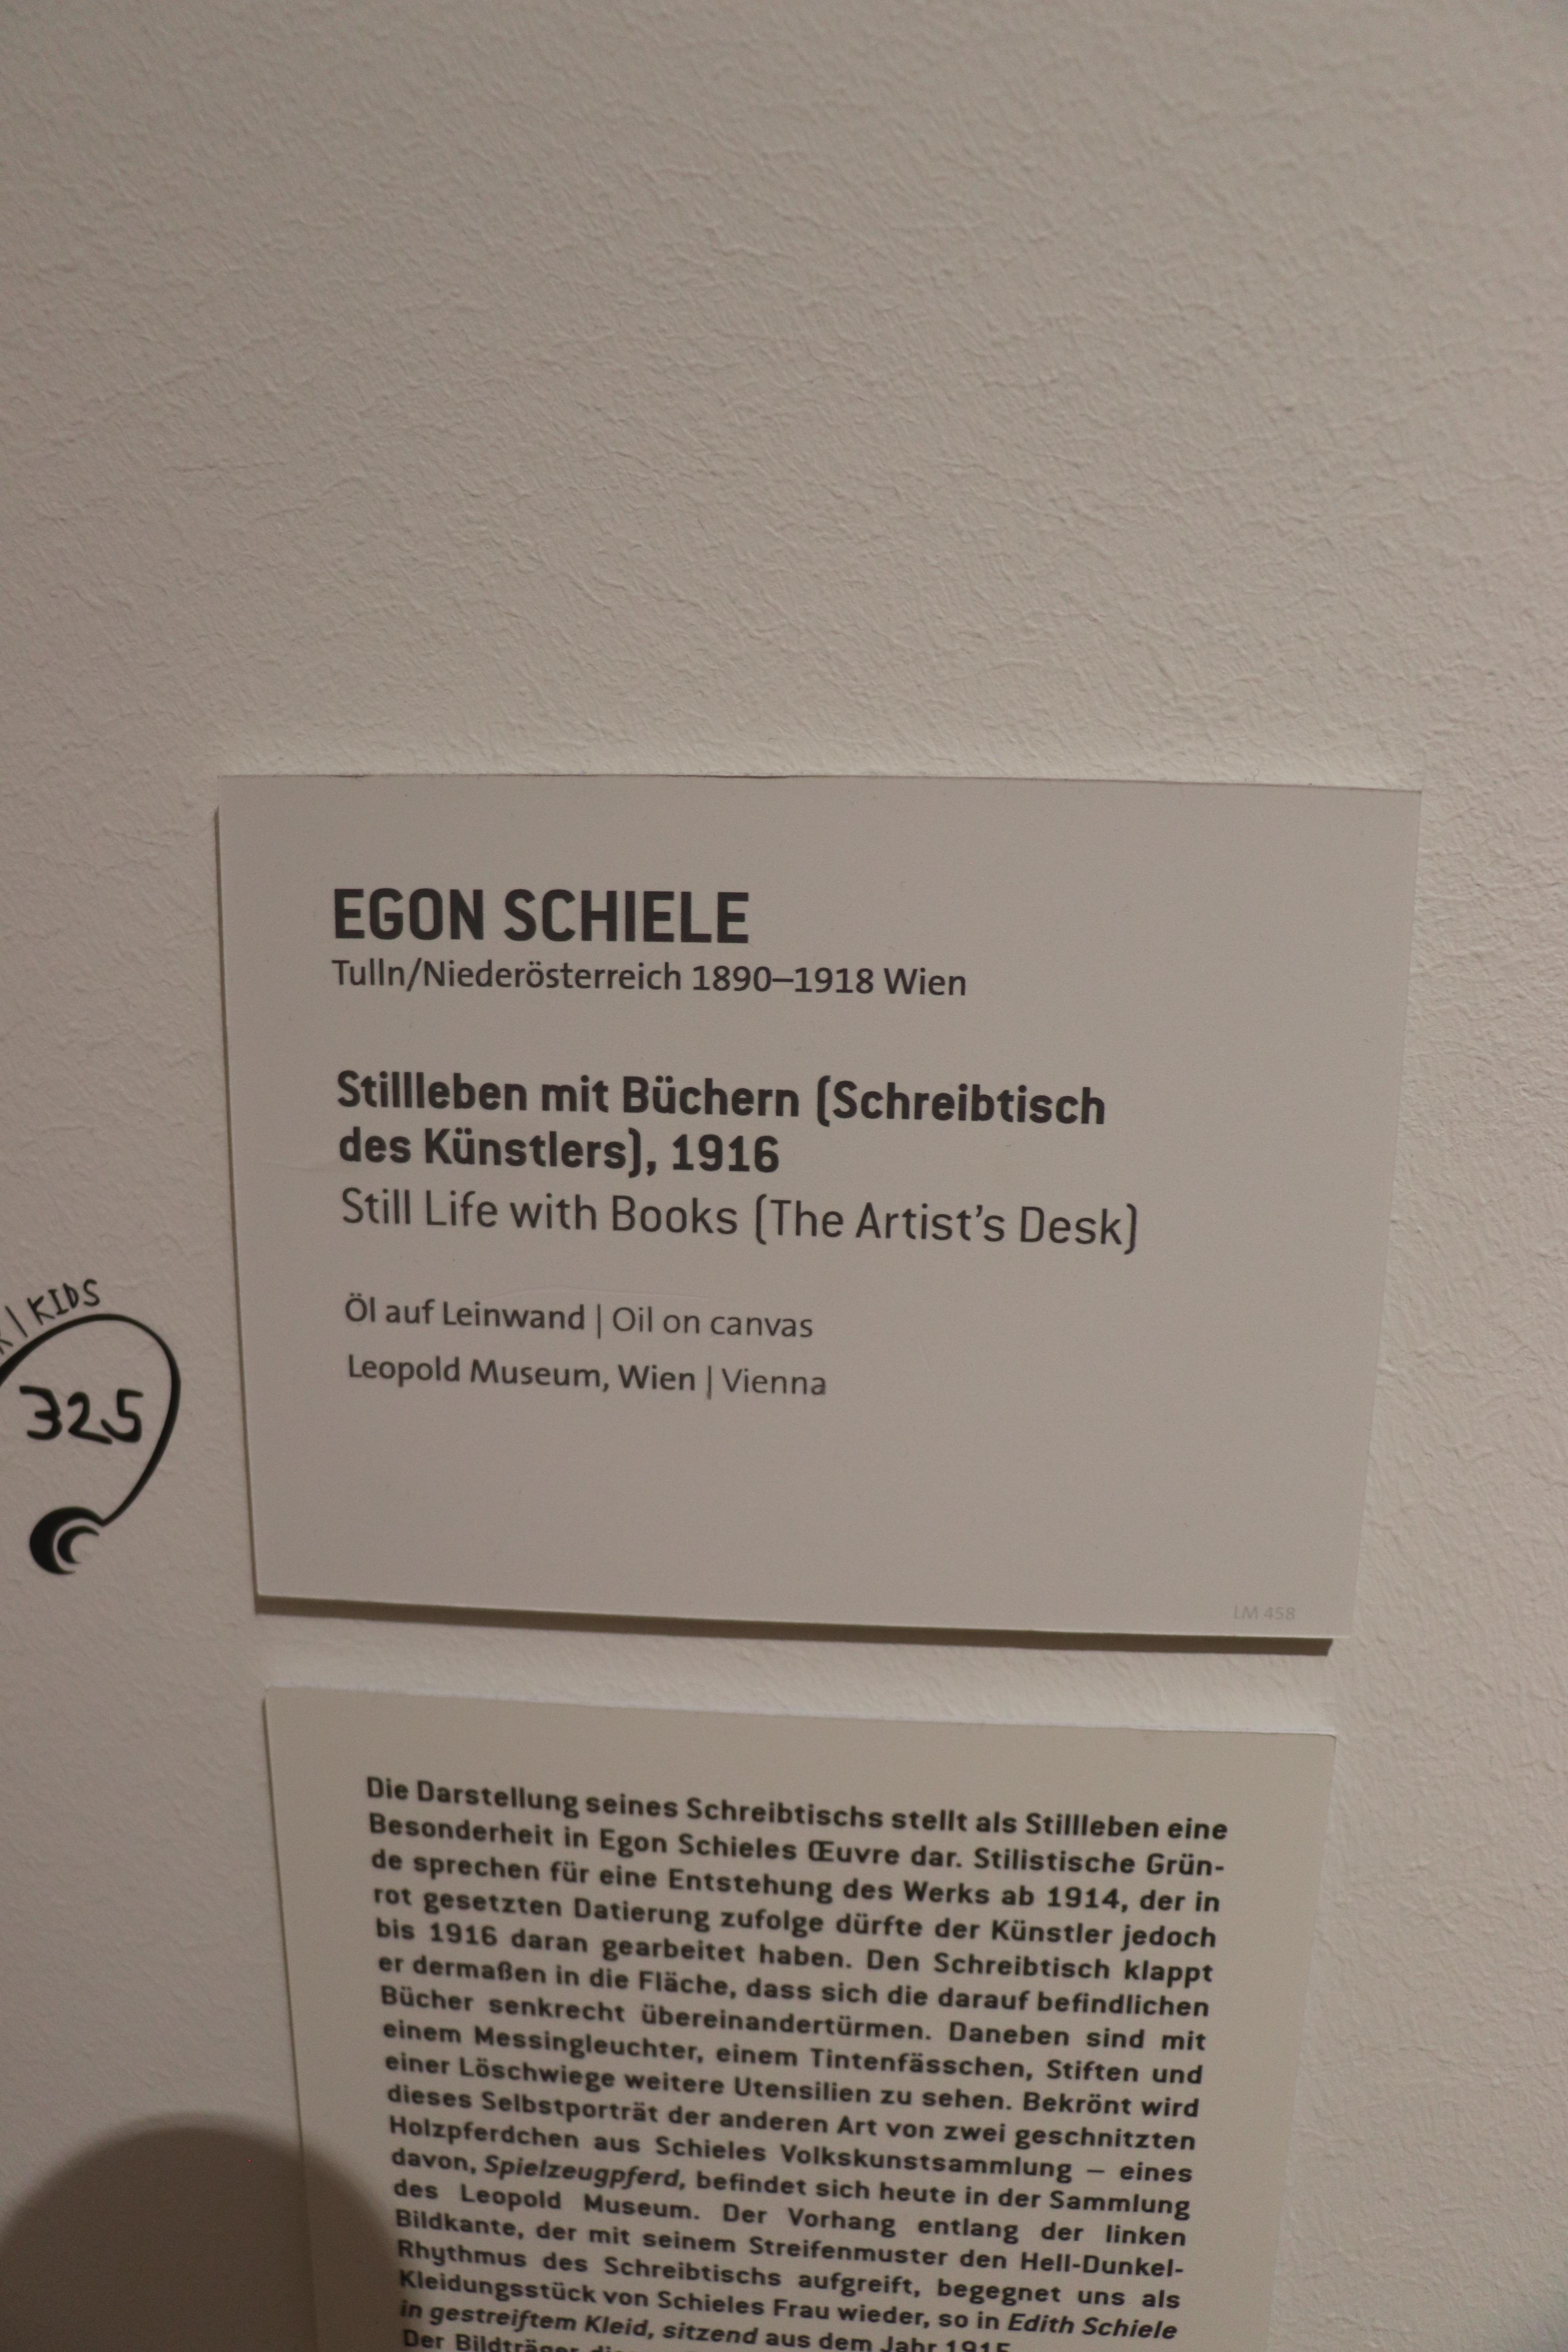 EGON SCHIELE
Tulln/Niederösterreich 1890–1918 Wien
Stillleben mit Büchern (Schreibtisch
des Künstlers), 1916
Still Life with Books (The Artist’s Desk)
Öl auf Leinwand | Oil on canvas
Leopold Museum, Wien | Vienna
LM 458
| KIDS
325
Die Darstellung seines Schreibtischs stellt als Stillleben eine
Besonderheit in Egon Schieles Œuvre dar. Stilistische Grün-
de sprechen für eine Entstehung des Werks ab 1914, der in
rot gesetzten Datierung zufolge dürfte der Künstler jedoch
bis 1916 daran gearbeitet haben. Den Schreibtisch klappt
er dermaßen in die Fläche, dass sich die darauf befindlichen
Bücher senkrecht übereinandertürmen. Daneben sind mit
einem Messingleuchter, einem Tintenfässchen, Stiften und
einer Löschwiege weitere Utensilien zu sehen. Bekrönt wird
dieses Selbstporträt der anderen Art von zwei geschnitzten
Holzpferdchen aus Schieles Volkskunstsammlung – eines
davon, Spielzeugpferd, befindet sich heute in der Sammlung
des Leopold Museum. Der Vorhang entlang der linken
Bildkante, der mit seinem Streifenmuster den Hell-Dunkel-
Rhythmus des Schreibtischs aufgreift, begegnet uns als
Kleidungsstück von Schieles Frau wieder, so in Edith Schiele
in gestreiftem Kleid, sitzend aus dem Jahr 1915.
Der Bildträger